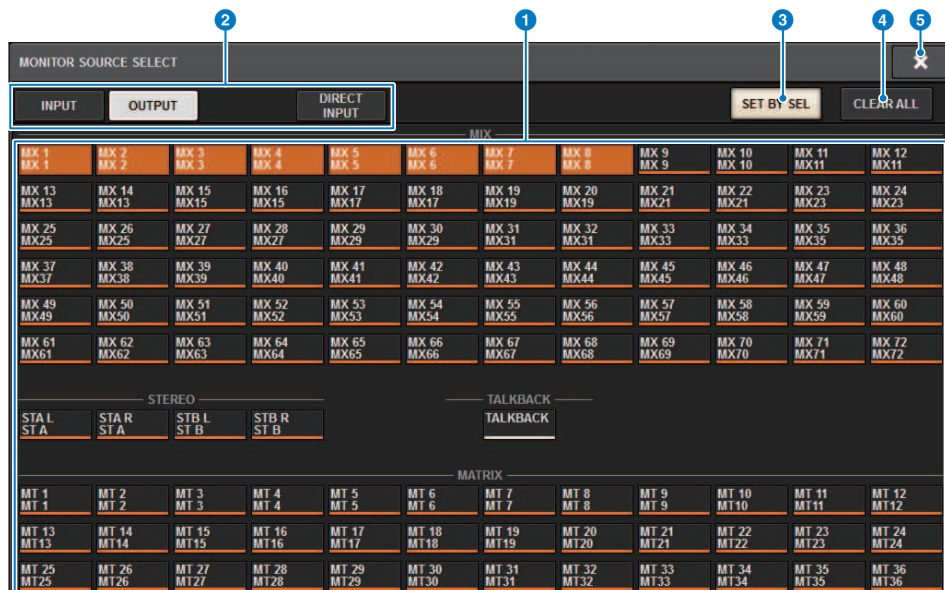 2 1 3 4 5
MONITOR SOURCE SELECT ×
INPUT OUTPUT DIRECT INPUT SET BY SEL CLEAR ALL
MIX
MX 1 MX 2 MX 3 MX 4 MX 5 MX 6 MX 7 MX 8 MX 9 MX 10 MX 11 MX 12
MX 1 MX 2 MX 3 MX 4 MX 5 MX 6 MX 7 MX 8 MX 9 MX 10 MX11 MX11
MX 13 MX 14 MX 15 MX 16 MX 17 MX 18 MX 19 MX 20 MX 21 MX 22 MX 23 MX 24
MX13 MX13 MX15 MX15 MX17 MX17 MX19 MX19 MX21 MX21 MX23 MX23
MX 25 MX 26 MX 27 MX 28 MX 29 MX 30 MX 31 MX 32 MX 33 MX 34 MX 35 MX 36
MX25 MX25 MX27 MX27 MX29 MX29 MX31 MX31 MX33 MX33 MX35 MX35
MX 37 MX 38 MX 39 MX 40 MX 41 MX 42 MX 43 MX 44 MX 45 MX 46 MX 47 MX 48
MX37 MX38 MX39 MX40 MX41 MX42 MX43 MX44 MX45 MX46 MX47 MX48
MX 49 MX 50 MX 51 MX 52 MX 53 MX 54 MX 55 MX 56 MX 57 MX 58 MX 59 MX 60
MX49 MX50 MX51 MX52 MX53 MX54 MX55 MX56 MX57 MX58 MX59 MX60
MX 61 MX 62 MX 63 MX 64 MX 65 MX 66 MX 67 MX 68 MX 69 MX 70 MX 71 MX 72
MX61 MX62 MX63 MX64 MX65 MX66 MX67 MX68 MX69 MX70 MX71 MX72
STEREO TALKBACK
STA L STA R STB L STB R TALKBACK
ST A ST A ST B ST B
MATRIX
MT 1 MT 2 MT 3 MT 4 MT 5 MT 6 MT 7 MT 8 MT 9 MT 10 MT 11 MT 12
MT 1 MT 2 MT 3 MT 4 MT 5 MT 6 MT 7 MT 8 MT 9 MT10 MT11 MT12
MT 13 MT 14 MT 15 MT 16 MT 17 MT 18 MT 19 MT 20 MT 21 MT 22 MT 23 MT 24
MT13 MT14 MT15 MT16 MT17 MT18 MT19 MT20 MT21 MT22 MT23 MT24
MT 25 MT 26 MT 27 MT 28 MT 29 MT 30 MT 31 MT 32 MT 33 MT 34 MT 35 MT 36
MT25 MT26 MT27 MT28 MT29 MT30 MT31 MT32 MT33 MT34 MT35 MT36